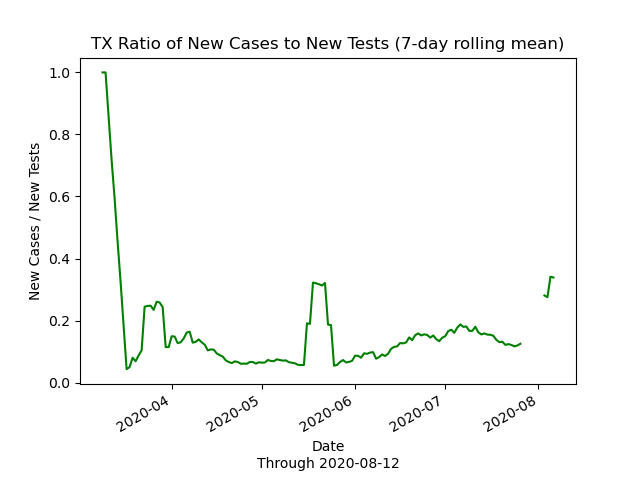 TX Ratio of New Cases to New Tests (7-day rolling mean)
1.0
0.8
0.6
0.4
0.2
0.0
New Cases / New Tests
2020-04
2020-05
2020-06
2020-07
2020-08
Date
Through 2020-08-12